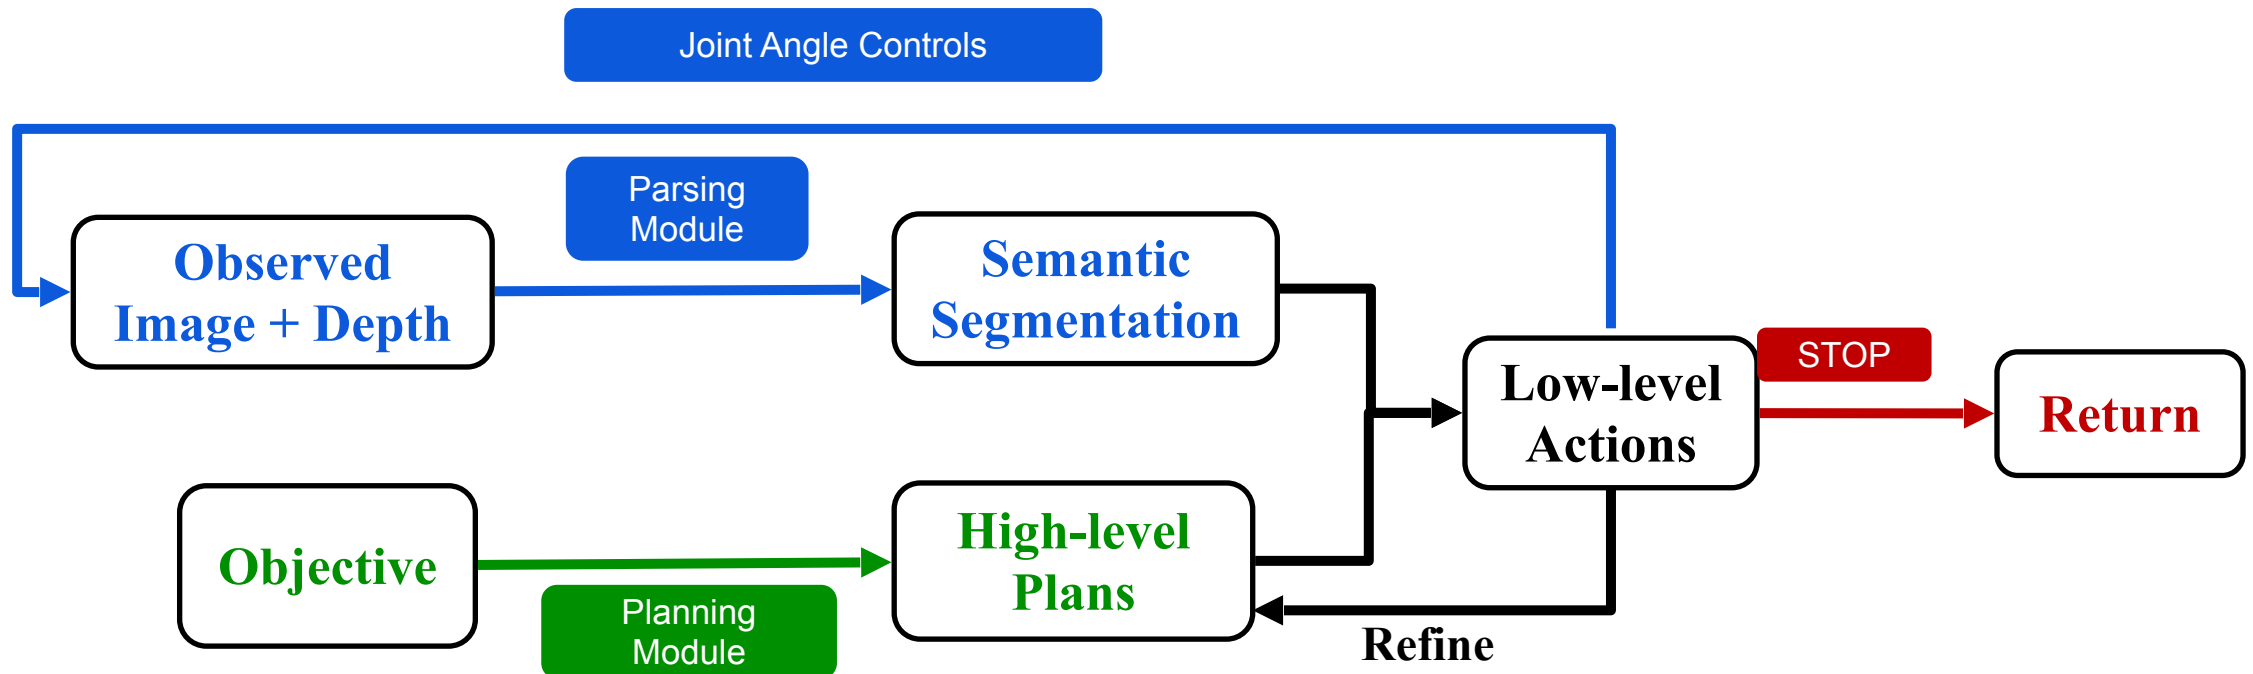 Joint Angle Controls
Parsing
Module
Observed
Image + Depth
Semantic
Segmentation
Low-level
Actions
STOP
Return
Objective
Planning
Module
High-level
Plans
Refine